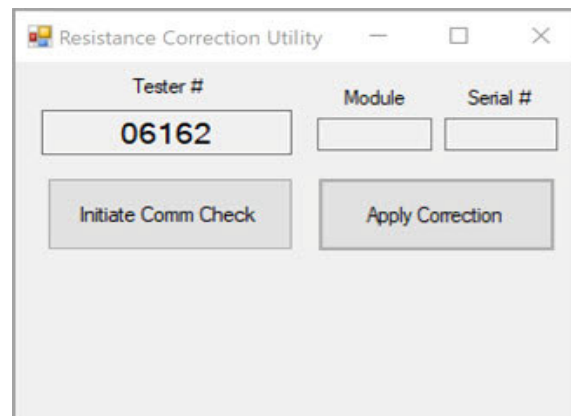 Resistance Correction Utility
Tester #
Module
Serial #
06162
Initiate Comm Check
Apply Correction